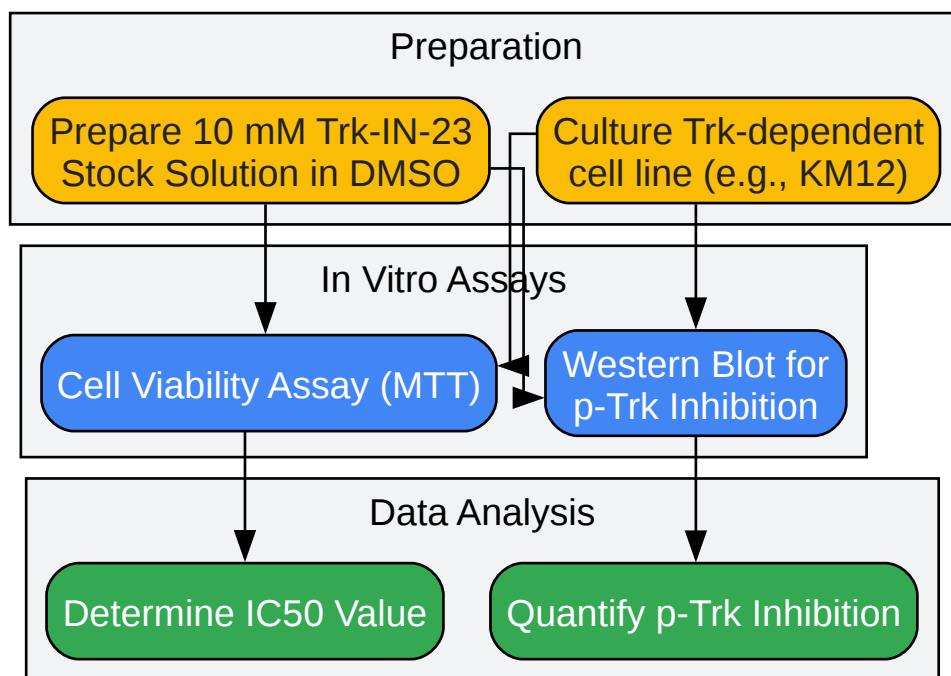 Preparation
Prepare 10 mM Trk-IN-23
Stock Solution in DMSO
Culture Trk-dependent
cell line (e.g., KM12)
In Vitro Assays
Cell Viability Assay (MTT)
Western Blot for
p-Trk Inhibition
Data Analysis
Determine IC50 Value
Quantify p-Trk Inhibition